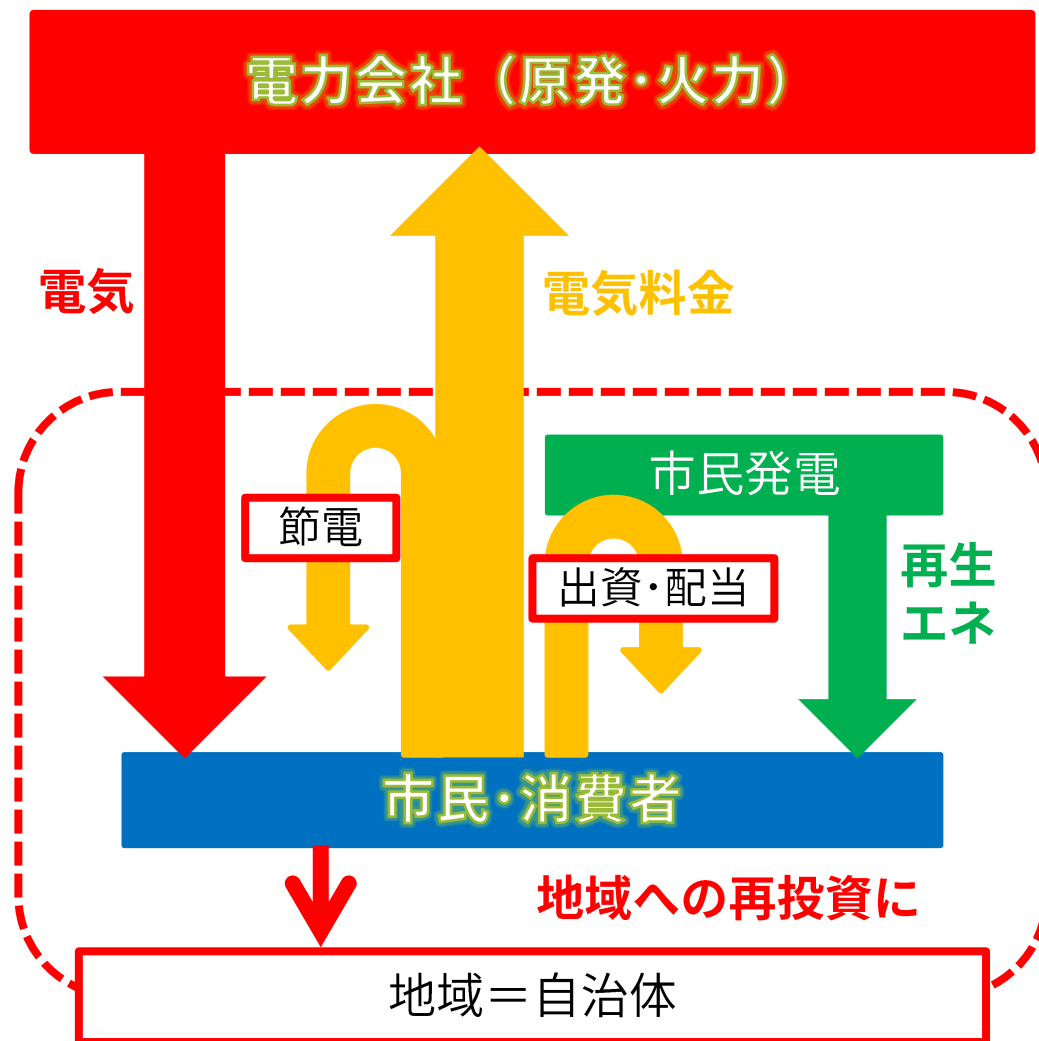 電力会社（原発･火力）
電気
電気料金
市民発電
節電
出資･配当
再生
エネ
市民･消費者
地域への再投資に
地域＝自治体